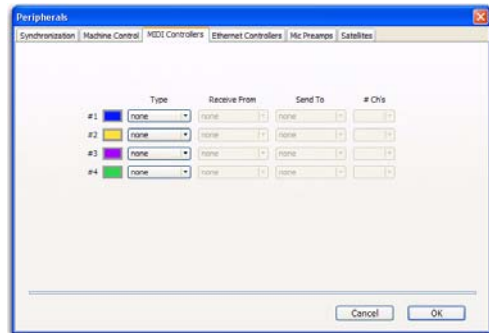 Peripherals
Synchronization Machine Control MIDI Controllers Ethernet Controllers Mic Preamps Satellites
Type Receive From Send To # Ch's
#1 none none none
#2 none none none
#3 none none none
#4 none none none
Cancel OK